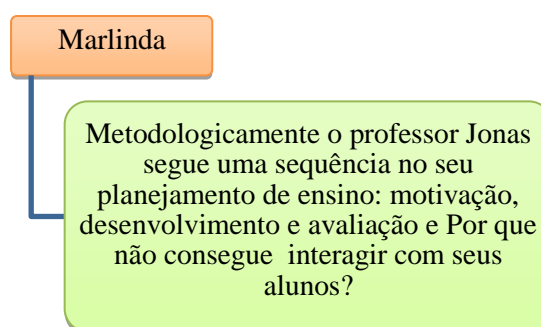 Marlinda
Metodologicamente o professor Jonas
segue uma sequência no seu
planejamento de ensino: motivação,
desenvolvimento e avaliação e Por que
não consegue interagir com seus
alunos?